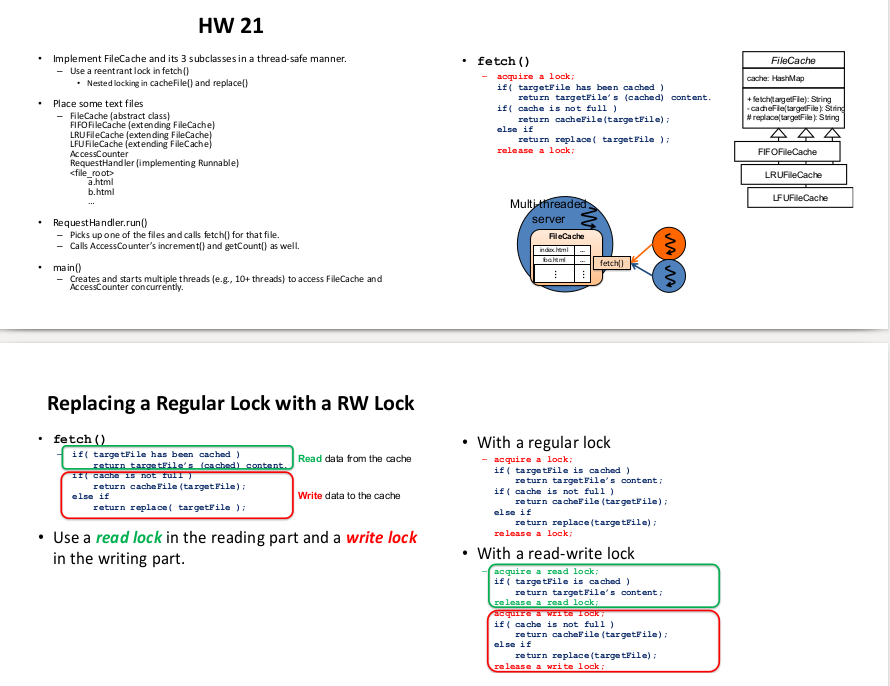 HW 21
• Implement FileCache and its 3 subclasses in a thread-safe manner.
– Use a reentrant lock in fetch()
• Nested locking in cacheFile() and replace()
• Place some text files
– FileCache (abstract class)
FIFOFileCache (extending FileCache)
LRUFileCache (extending FileCache)
LFUFileCache (extending FileCache)
AccessCounter
RequestHandler (implementing Runnable)
<file_root>
a.html
b.html
...
• RequestHandler.run()
– Picks up one of the files and calls fetch() for that file.
– Calls AccessCounter's increment() and getCount() as well.
• main()
– Creates and starts multiple threads (e.g., 10+ threads) to access FileCache and
AccessCounter concurrently.
• fetch()
– acquire a lock;
if( targetFile has been cached )
return targetFile's (cached) content.
if( cache is not full )
return cacheFile(targetFile);
else if
return replace( targetFile );
release a lock;
FileCache
cache: HashMap
+ fetch(targetFile): String
- cacheFile(targetFile): String
# replace(targetFile): String
FIFOFileCache
LRUFileCache
LFUFileCache
Multi-threaded
server
FileCache
index.html ...
foo.html ...
⋮ ⋮
fetch()
Replacing a Regular Lock with a RW Lock
• fetch()
– if( targetFile has been cached )
return targetFile's (cached) content.
if( cache is not full )
return cacheFile(targetFile);
else if
return replace( targetFile );
Read data from the cache
Write data to the cache
• Use a read lock in the reading part and a write lock
in the writing part.
• With a regular lock
– acquire a lock;
if( targetFile is cached )
return targetFile's content;
if( cache is not full )
return cacheFile(targetFile);
else if
return replace(targetFile);
release a lock;
• With a read-write lock
– acquire a read lock;
if( targetFile is cached )
return targetFile's content;
release a read lock;
acquire a write lock;
if( cache is not full )
return cacheFile(targetFile);
else if
return replace(targetFile);
release a write lock;